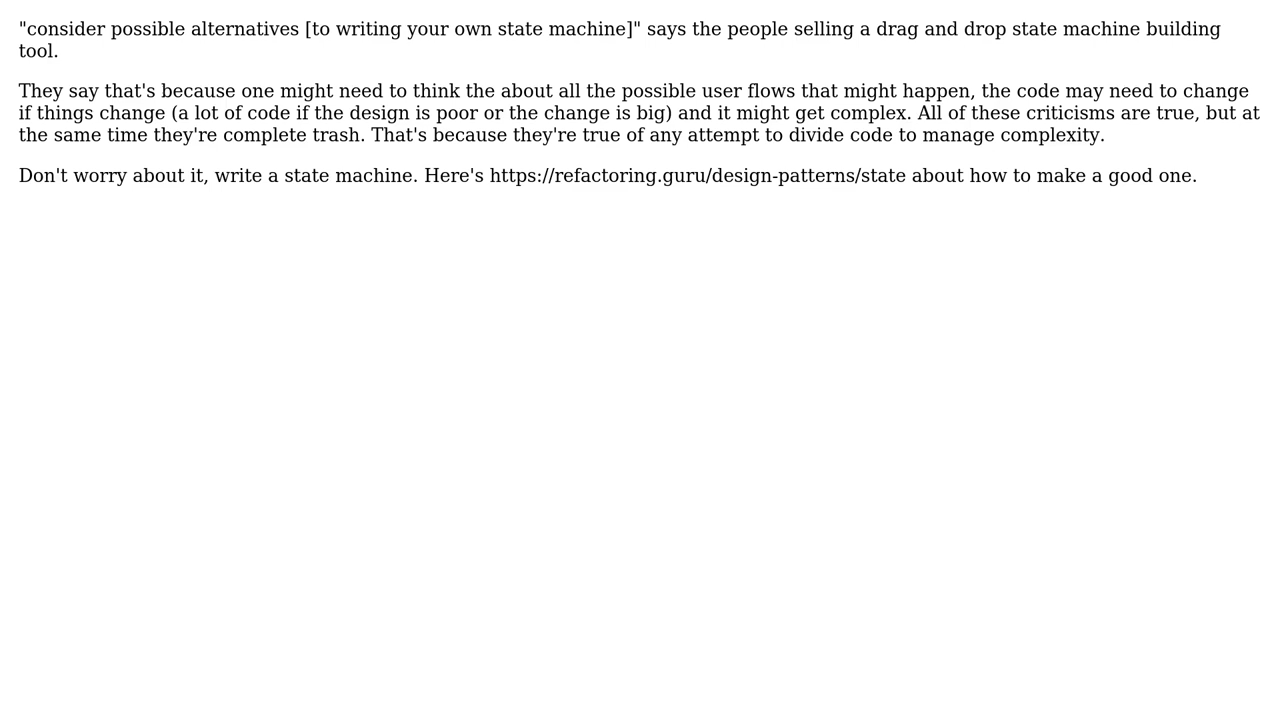 "consider possible alternatives [to writing your own state machine]" says the people selling a drag and drop state machine building
tool.
They say that's because one might need to think the about all the possible user flows that might happen, the code may need to change
if things change (a lot of code if the design is poor or the change is big) and it might get complex. All of these criticisms are true, but at
the same time they're complete trash. That's because they're true of any attempt to divide code to manage complexity.
Don't worry about it, write a state machine. Here's https://refactoring.guru/design-patterns/state about how to make a good one.